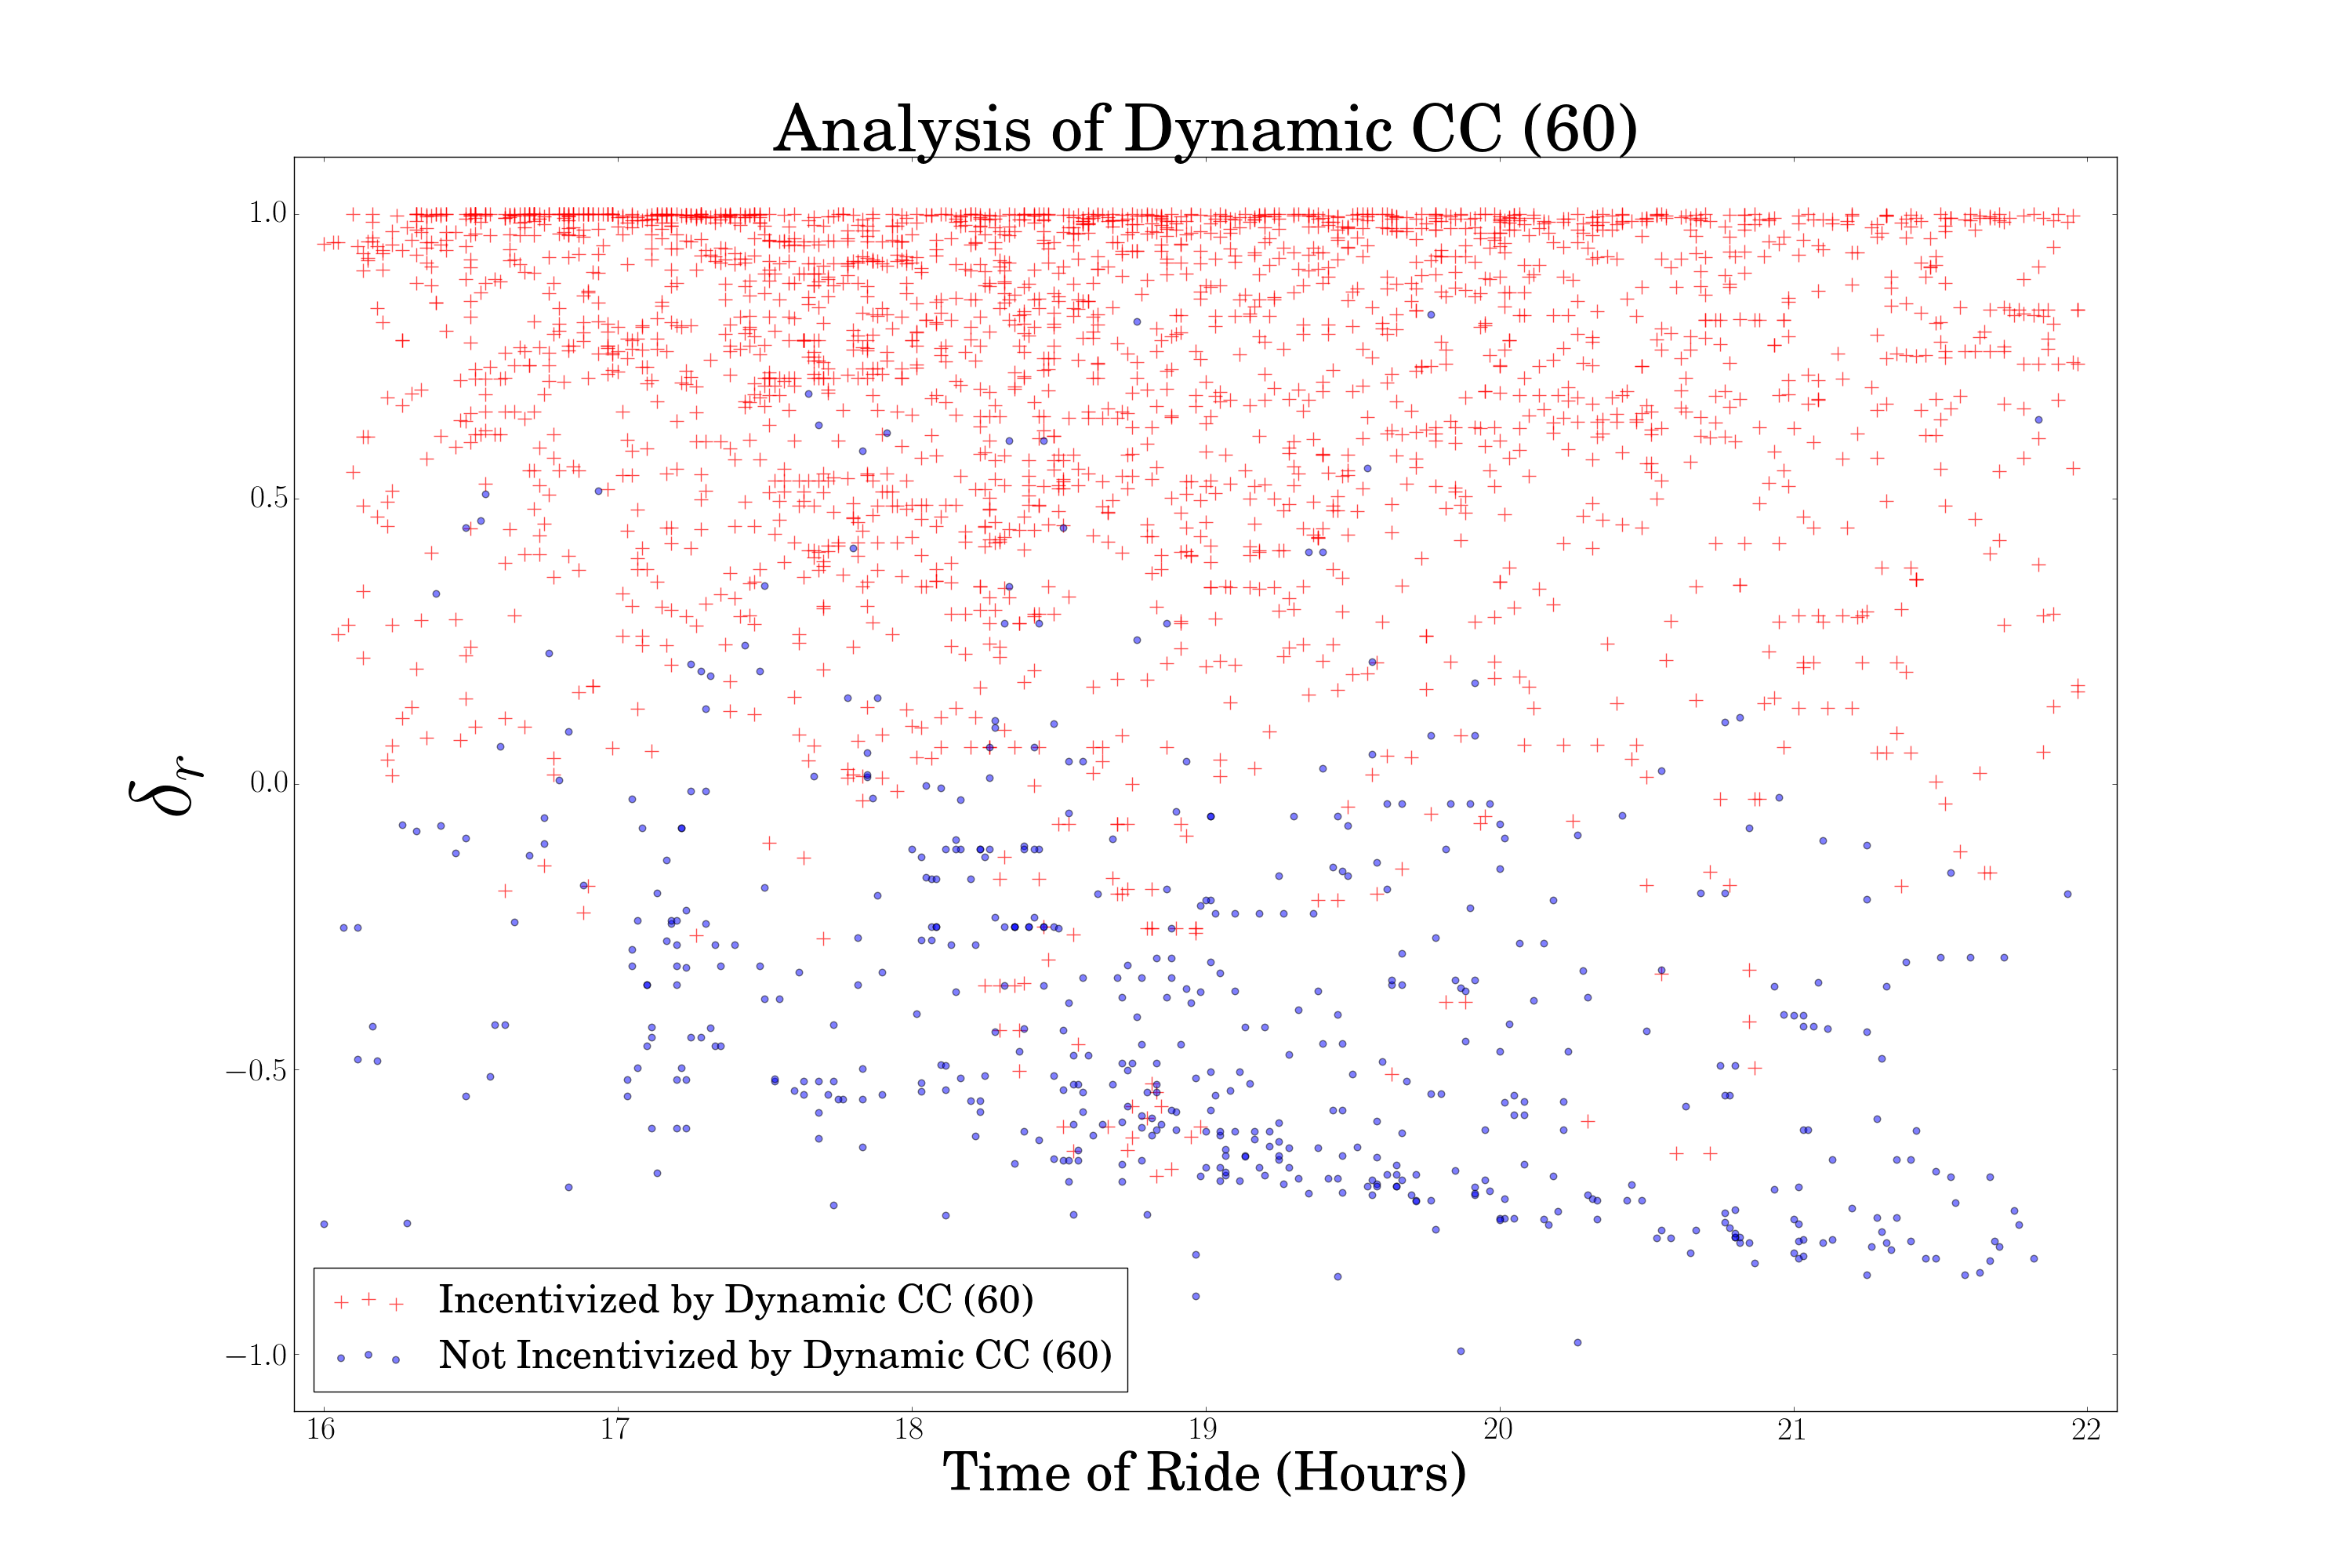 Analysis of Dynamic CC (60)
1.0
0.5
0.0
−0.5
−1.0
δr
Incentivized by Dynamic CC (60)
Not Incentivized by Dynamic CC (60)
16 17 18 19 20 21 22
Time of Ride (Hours)